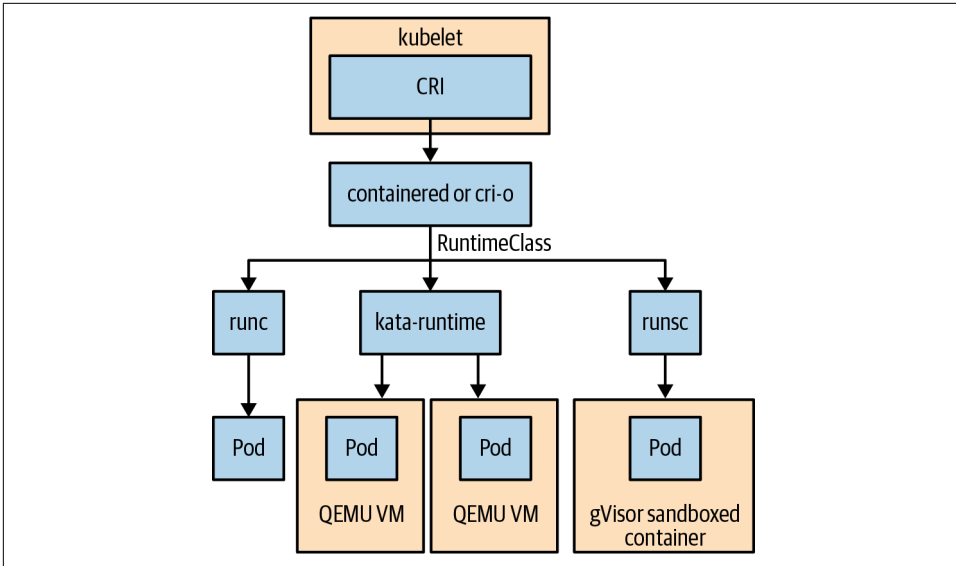 kubelet
CRI
containered or cri-o
RuntimeClass
runc
kata-runtime
runsc
Pod
Pod
Pod
Pod
QEMU VM
QEMU VM
gVisor sandboxed
container